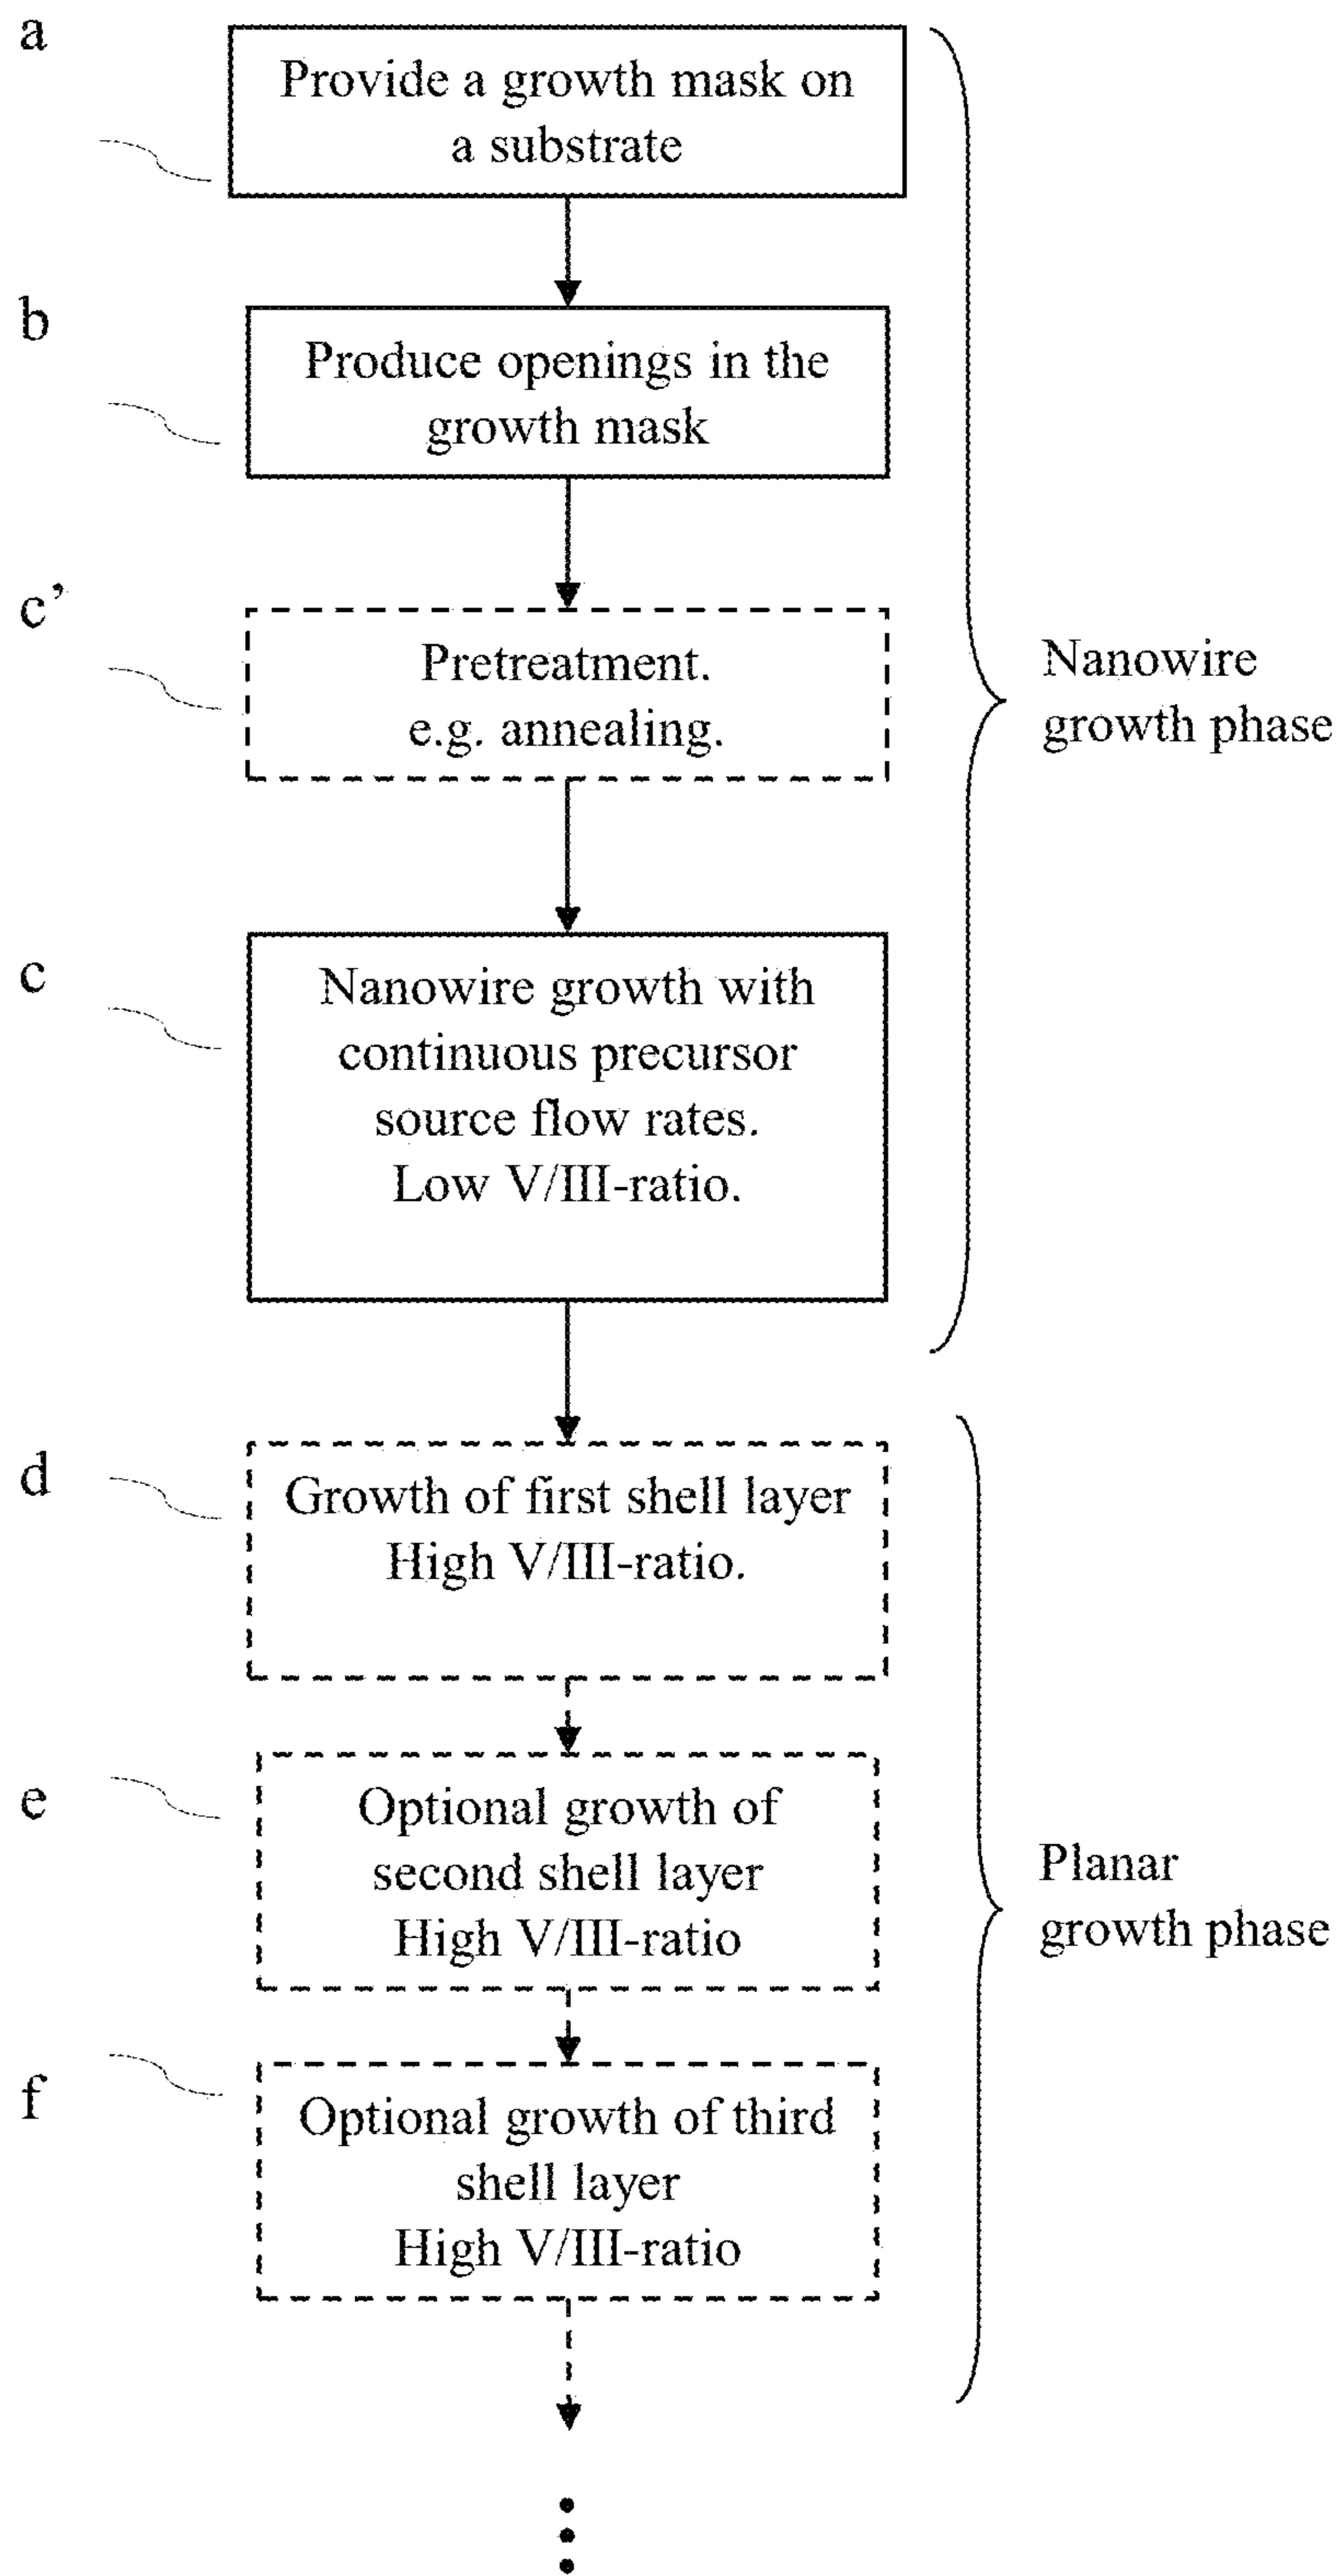 a
Provide a growth mask on
a substrate
b
Produce openings in the
growth mask
c’
Pretreatment.
e.g. annealing.
Nanowire
growth phase
c
Nanowire growth with
continuous precursor
source flow rates.
Low V/III-ratio.
d
Growth of first shell layer
High V/III-ratio.
e
Optional growth of
second shell layer
High V/III-ratio
Planar
growth phase
f
Optional growth of third
shell layer
High V/III-ratio